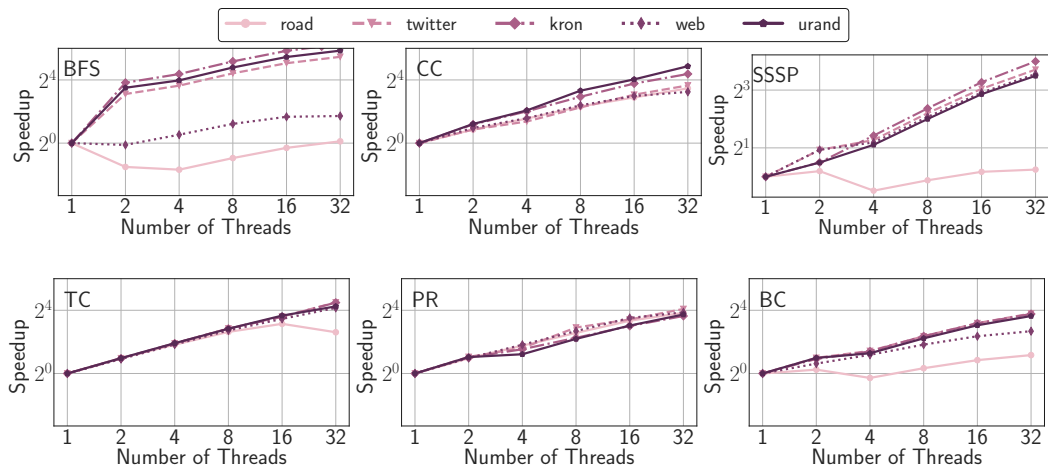 road twitter kron web urand
BFS
Speedup
2^4
2^0
1 2 4 8 16 32
Number of Threads
CC
Speedup
2^4
2^0
1 2 4 8 16 32
Number of Threads
SSSP
Speedup
2^3
2^1
1 2 4 8 16 32
Number of Threads
TC
Speedup
2^4
2^0
1 2 4 8 16 32
Number of Threads
PR
Speedup
2^4
2^0
1 2 4 8 16 32
Number of Threads
BC
Speedup
2^4
2^0
1 2 4 8 16 32
Number of Threads